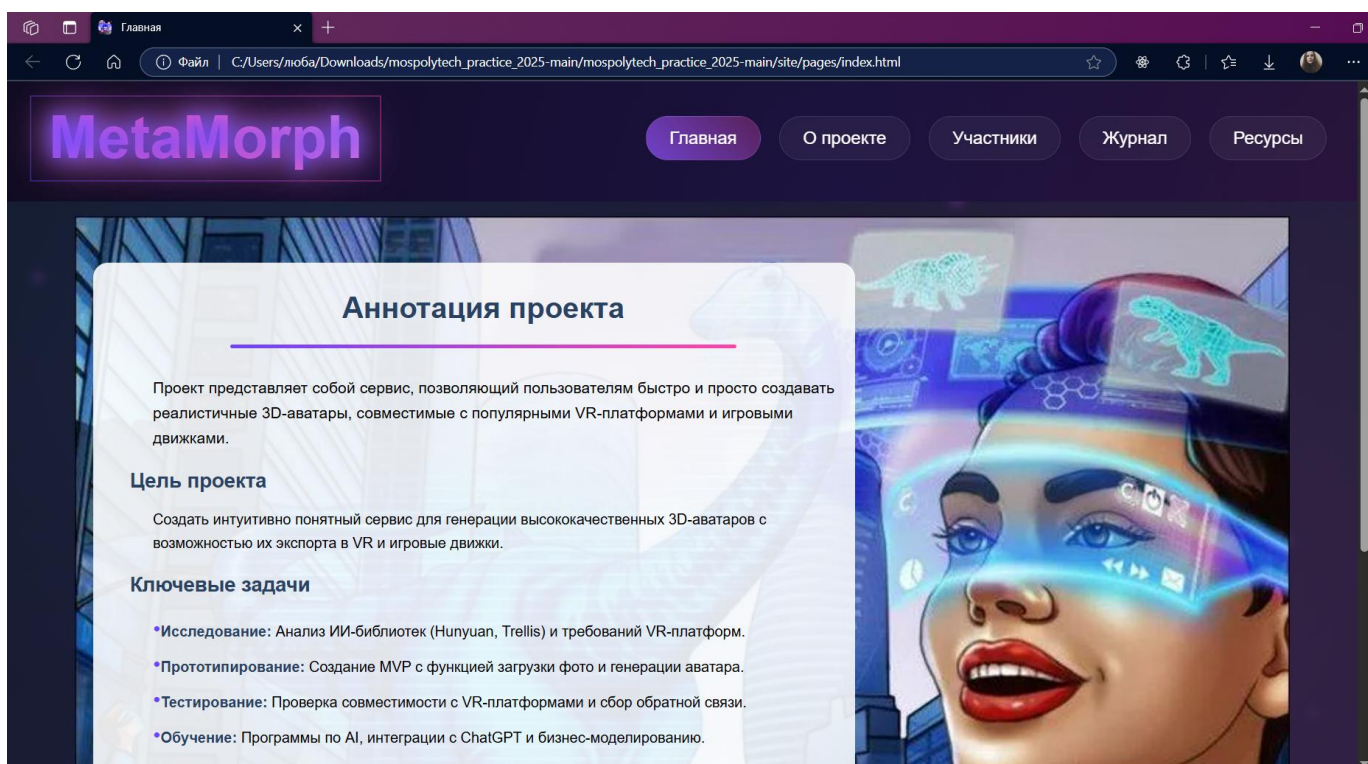 Главная
Файл
C:/Users/люба/Downloads/mospolytech_practice_2025-main/mospolytech_practice_2025-main/site/pages/index.html
MetaMorph
Главная
О проекте
Участники
Журнал
Ресурсы
Аннотация проекта
Проект представляет собой сервис, позволяющий пользователям быстро и просто создавать
реалистичные 3D-аватары, совместимые с популярными VR-платформами и игровыми
движками.
Цель проекта
Создать интуитивно понятный сервис для генерации высококачественных 3D-аватаров с
возможностью их экспорта в VR и игровые движки.
Ключевые задачи
•Исследование: Анализ ИИ-библиотек (Hunyuan, Trellis) и требований VR-платформ.
•Прототипирование: Создание MVP с функцией загрузки фото и генерации аватара.
•Тестирование: Проверка совместимости с VR-платформами и сбор обратной связи.
•Обучение: Программы по AI, интеграции с ChatGPT и бизнес-моделированию.